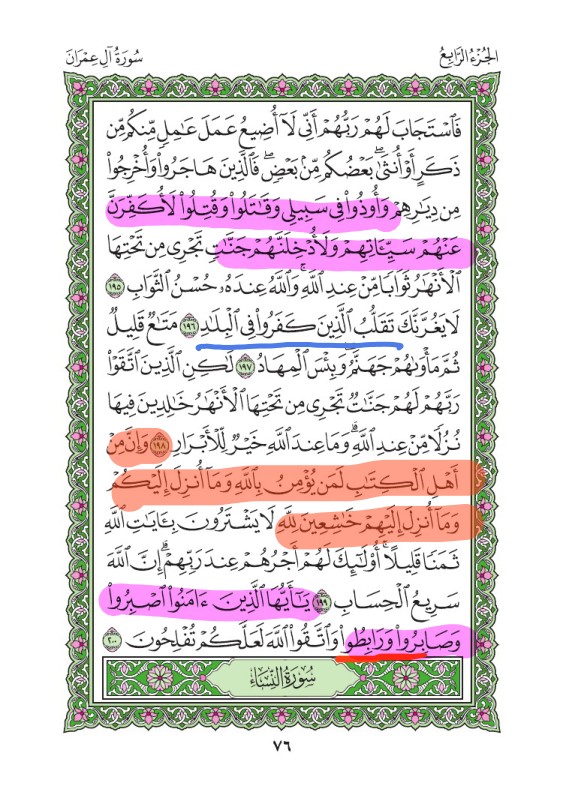 الجُزْءُ الرَّابِعُ
سُورَةُ آلِ عِمْرَانَ
فَٱسْتَجَابَ لَهُمْ رَبُّهُمْ أَنِّى لَآ أُضِيعُ عَمَلَ عَٰمِلٍ مِّنكُم مِّن
ذَكَرٍ أَوْ أُنثَىٰۖ بَعْضُكُم مِّنۢ بَعْضٍۖ فَٱلَّذِينَ هَاجَرُوا۟ وَأُخْرِجُوا۟
مِن دِيَٰرِهِمْ وَأُوذُوا۟ فِى سَبِيلِى وَقَٰتَلُوا۟ وَقُتِلُوا۟ لَأُكَفِّرَنَّ
عَنْهُمْ سَيِّـَٔاتِهِمْ وَلَأُدْخِلَنَّهُمْ جَنَّٰتٍ تَجْرِى مِن تَحْتِهَا
ٱلْأَنْهَٰرُ ثَوَابًا مِّنْ عِندِ ٱللَّهِۚ وَٱللَّهُ عِندَهُۥ حُسْنُ ٱلثَّوَابِ ١٩٥
لَا يَغُرَّنَّكَ تَقَلُّبُ ٱلَّذِينَ كَفَرُوا۟ فِى ٱلْبِلَٰدِ ١٩٦ مَتَٰعٌ قَلِيلٌ
ثُمَّ مَأْوَىٰهُمْ جَهَنَّمُۚ وَبِئْسَ ٱلْمِهَادُ ١٩٧ لَٰكِنِ ٱلَّذِينَ ٱتَّقَوْا۟
رَبَّهُمْ لَهُمْ جَنَّٰتٌ تَجْرِى مِن تَحْتِهَا ٱلْأَنْهَٰرُ خَٰلِدِينَ فِيهَا
نُزُلًا مِّنْ عِندِ ٱللَّهِۗ وَمَا عِندَ ٱللَّهِ خَيْرٌ لِّلْأَبْرَارِ ١٩٨ وَإِنَّ مِنْ
أَهْلِ ٱلْكِتَٰبِ لَمَن يُؤْمِنُ بِٱللَّهِ وَمَآ أُنزِلَ إِلَيْكُمْ
وَمَآ أُنزِلَ إِلَيْهِمْ خَٰشِعِينَ لِلَّهِ لَا يَشْتَرُونَ بِـَٔايَٰتِ ٱللَّهِ
ثَمَنًا قَلِيلًاۗ أُو۟لَٰٓئِكَ لَهُمْ أَجْرُهُمْ عِندَ رَبِّهِمْۗ إِنَّ ٱللَّهَ
سَرِيعُ ٱلْحِسَابِ ١٩٩ يَٰٓأَيُّهَا ٱلَّذِينَ ءَامَنُوا۟ ٱصْبِرُوا۟
وَصَابِرُوا۟ وَرَابِطُوا۟ وَٱتَّقُوا۟ ٱللَّهَ لَعَلَّكُمْ تُفْلِحُونَ ٢٠٠
سُورَةُ النِّسَاءِ
٧٦